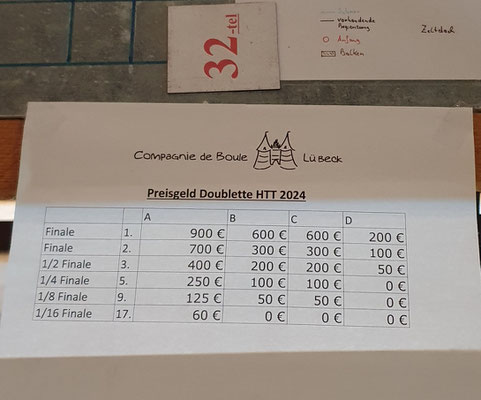 32-tel
vorhandende
Anfang
Balken
Zeltdach
Compagnie de Boule Lübeck
Preisgeld Doublette HTT 2024
A B C D
Finale 1. 900 € 600 € 600 € 200 €
Finale 2. 700 € 300 € 300 € 100 €
1/2 Finale 3. 400 € 200 € 200 € 50 €
1/4 Finale 5. 250 € 100 € 100 € 0 €
1/8 Finale 9. 125 € 50 € 50 € 0 €
1/16 Finale 17. 60 € 0 € 0 € 0 €